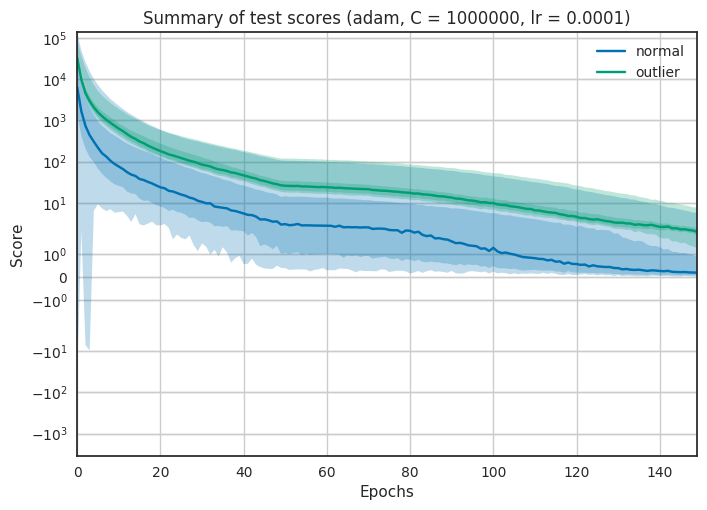 Summary of test scores (adam, C = 1000000, lr = 0.0001)
normal
outlier
Score
10^5
10^4
10^3
10^2
10^1
10^0
0
−10^0
−10^1
−10^2
−10^3
0 20 40 60 80 100 120 140
Epochs